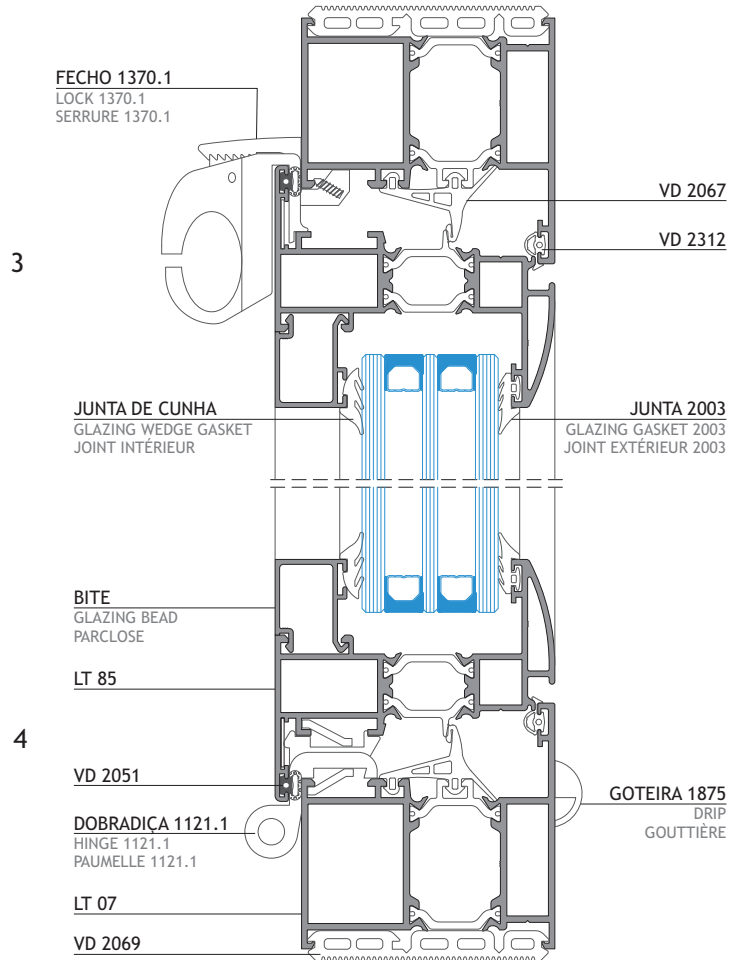 FECHO 1370.1
LOCK 1370.1
SERRURE 1370.1
VD 2067
VD 2312
3
JUNTA DE CUNHA
GLAZING WEDGE GASKET
JOINT INTÉRIEUR
JUNTA 2003
GLAZING GASKET 2003
JOINT EXTÉRIEUR 2003
BITE
GLAZING BEAD
PARCLOSE
LT 85
4
VD 2051
DOBRADIÇA 1121.1
HINGE 1121.1
PAUMELLE 1121.1
GOTEIRA 1875
DRIP
GOUTTIÈRE
LT 07
VD 2069